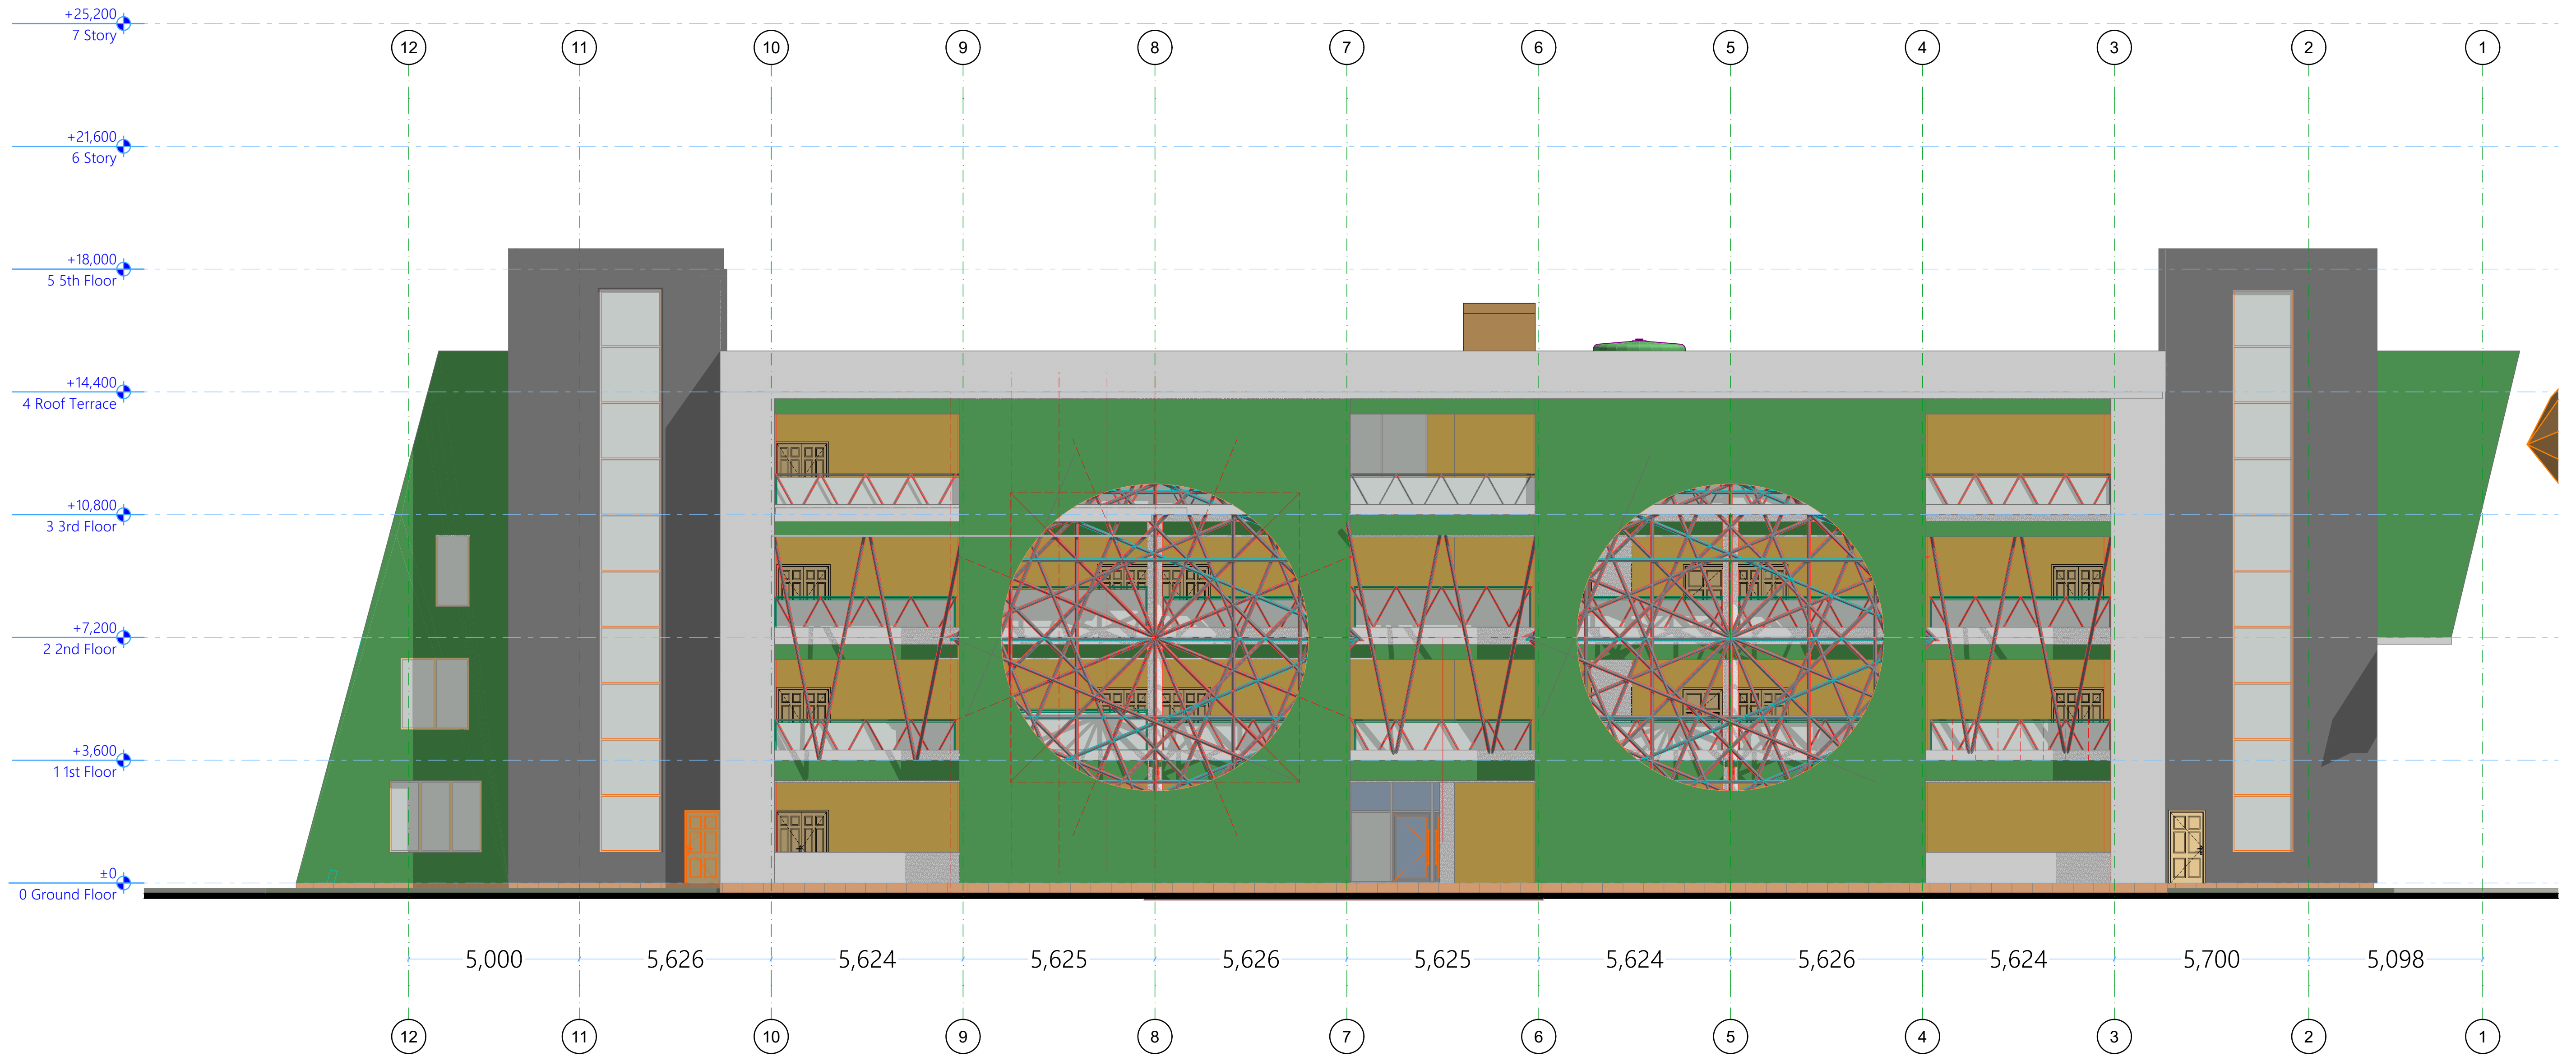 +25,200
7 Story
12 11 10 9 8 7 6 5 4 3 2 1
+21,600
6 Story
+18,000
5 5th Floor
+14,400
4 Roof Terrace
+10,800
3 3rd Floor
+7,200
2 2nd Floor
+3,600
1 1st Floor
±0
0 Ground Floor
5,000 5,626 5,624 5,625 5,626 5,625 5,624 5,626 5,624 5,700 5,098
12 11 10 9 8 7 6 5 4 3 2 1